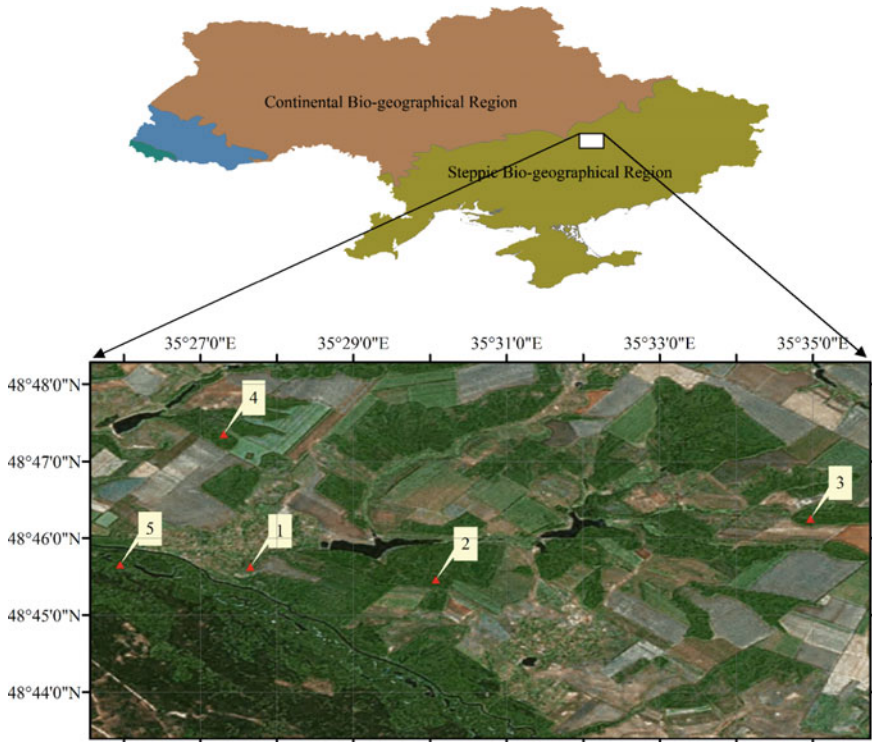 Continental Bio-geographical Region
Steppic Bio-geographical Region
35°27'0"E 35°29'0"E 35°31'0"E 35°33'0"E 35°35'0"E
48°48'0"N
4
48°47'0"N
3
48°46'0"N
5 1 2
48°45'0"N
48°44'0"N